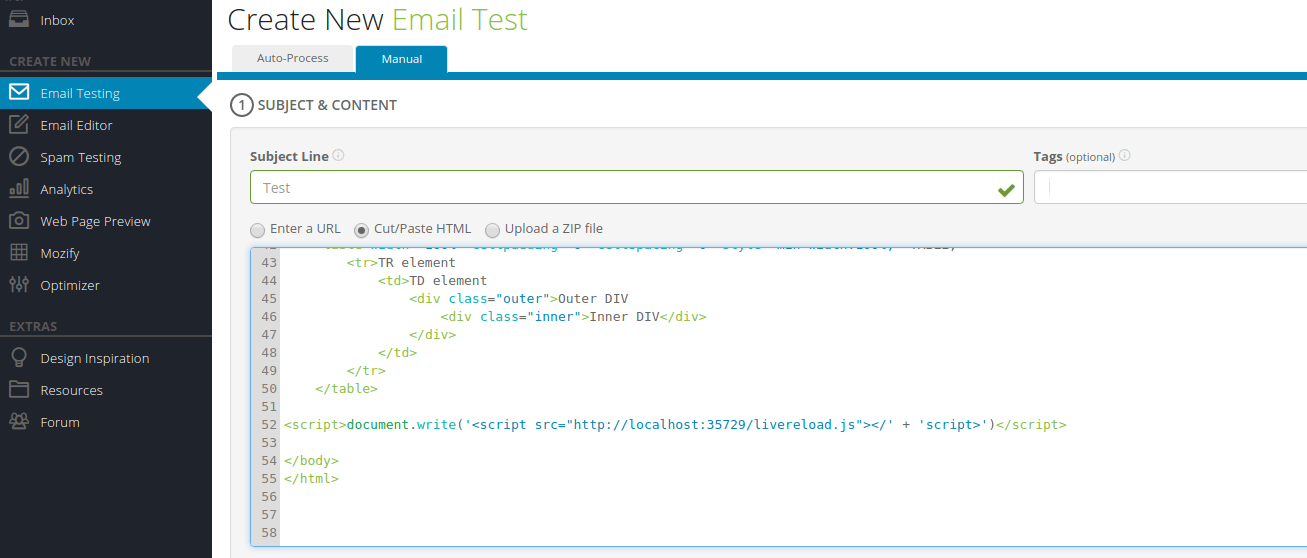 Inbox
CREATE NEW
Email Testing
Email Editor
Spam Testing
Analytics
Web Page Preview
Mozify
Optimizer
EXTRAS
Design Inspiration
Resources
Forum
Create New Email Test
Auto-Process
Manual
1 SUBJECT & CONTENT
Subject Line
Tags (optional)
Test
Enter a URL
Cut/Paste HTML
Upload a ZIP file
43 <tr>TR element
44 <td>TD element
45 <div class="outer">Outer DIV
46 <div class="inner">Inner DIV</div>
47 </div>
48 </td>
49 </tr>
50 </table>
51
52 <script>document.write('<script src="http://localhost:35729/livereload.js"></' + 'script>')</script>
53
54 </body>
55 </html>
56
57
58